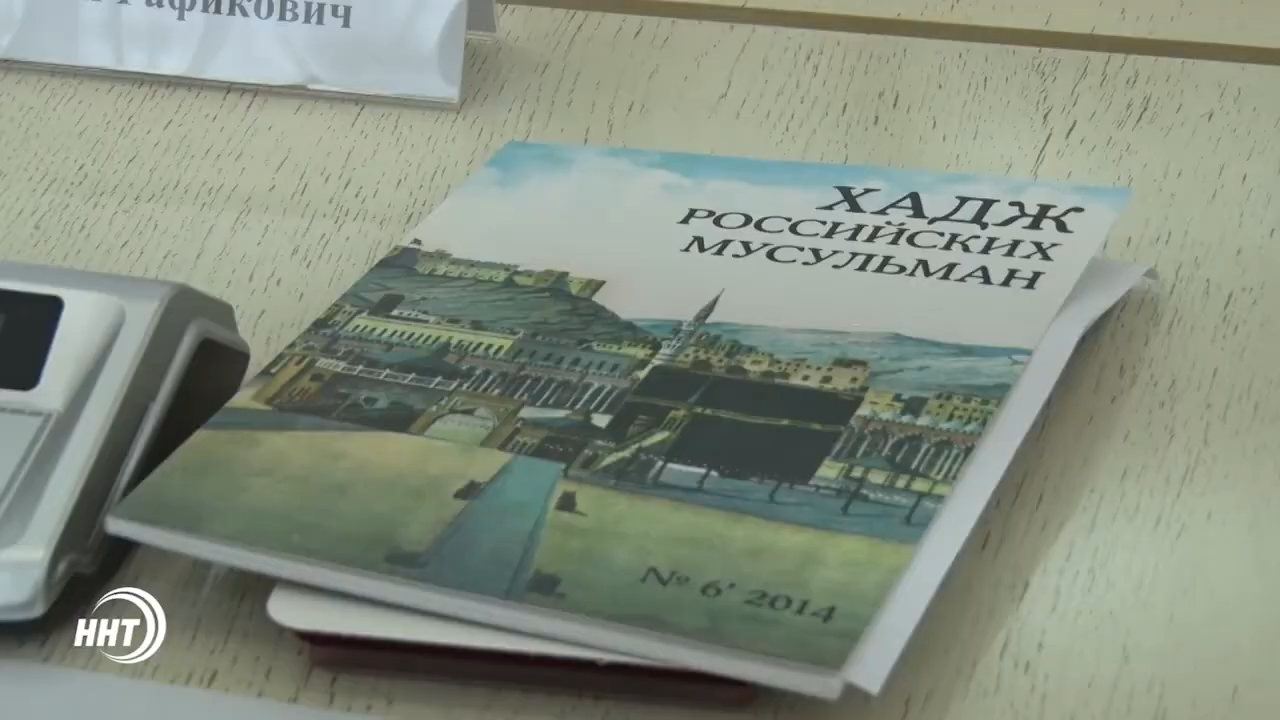 Рафикович
ХАДЖ
РОССИЙСКИХ
МУСУЛЬМАН
№ 6' 2014
ННТ